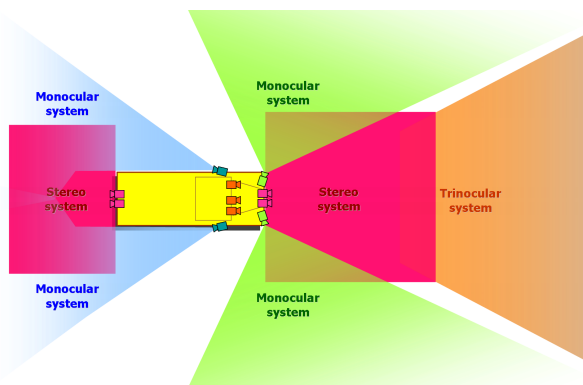 Monocular
system
Monocular
system
Stereo
system
Stereo
system
Trinocular
system
Monocular
system
Monocular
system